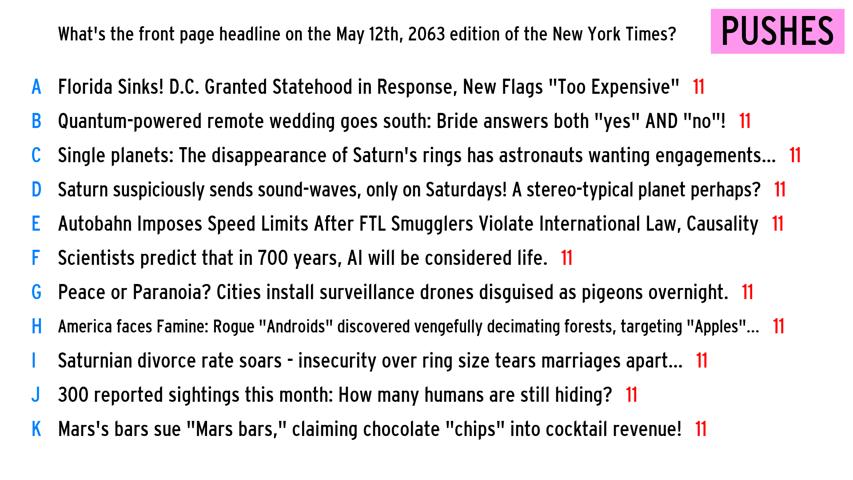 What's the front page headline on the May 12th, 2063 edition of the New York Times?
PUSHES
A Florida Sinks! D.C. Granted Statehood in Response, New Flags "Too Expensive" 11
B Quantum-powered remote wedding goes south: Bride answers both "yes" AND "no"! 11
C Single planets: The disappearance of Saturn's rings has astronauts wanting engagements... 11
D Saturn suspiciously sends sound-waves, only on Saturdays! A stereo-typical planet perhaps? 11
E Autobahn Imposes Speed Limits After FTL Smugglers Violate International Law, Causality 11
F Scientists predict that in 700 years, AI will be considered life. 11
G Peace or Paranoia? Cities install surveillance drones disguised as pigeons overnight. 11
H America faces Famine: Rogue "Androids" discovered vengefully decimating forests, targeting "Apples"... 11
I Saturnian divorce rate soars - insecurity over ring size tears marriages apart... 11
J 300 reported sightings this month: How many humans are still hiding? 11
K Mars's bars sue "Mars bars," claiming chocolate "chips" into cocktail revenue! 11